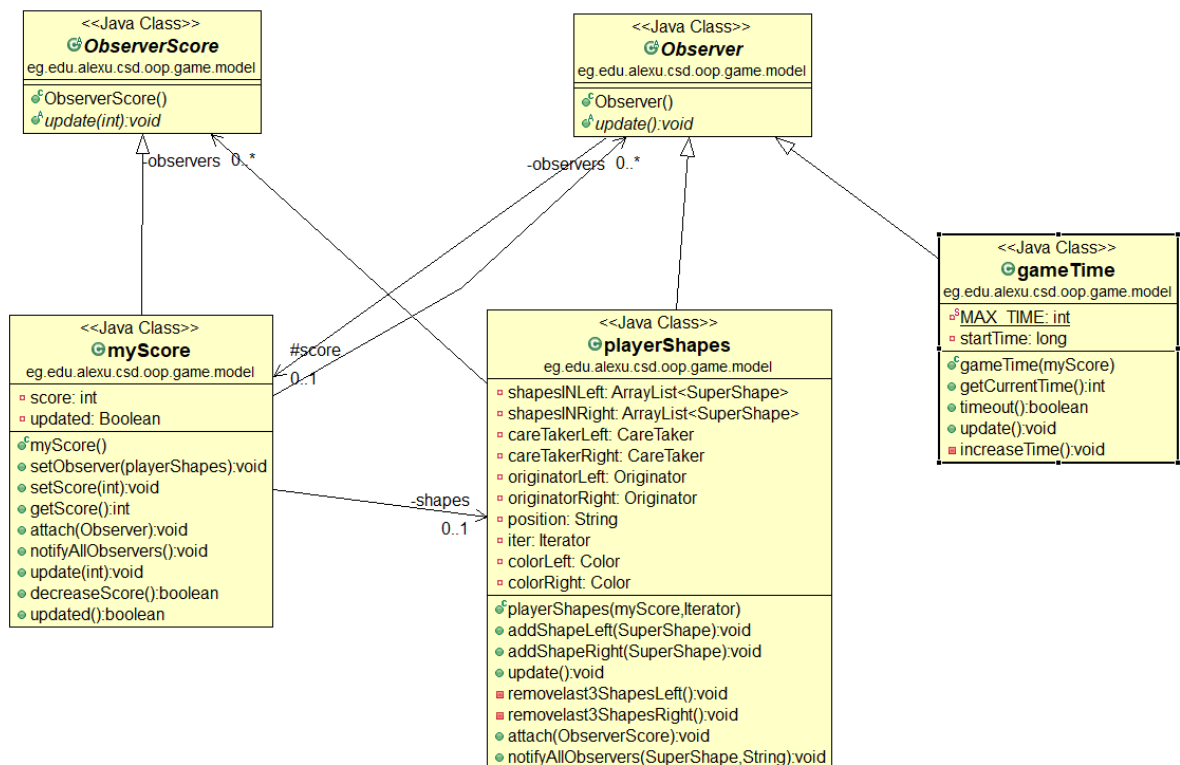 <<Java Class>>
ObserverScore
eg.edu.alexu.csd.oop.game.model
ObserverScore()
update(int):void
<<Java Class>>
Observer
eg.edu.alexu.csd.oop.game.model
Observer()
update():void
-observers 0..*
-observers 0..*
<<Java Class>>
gameTime
eg.edu.alexu.csd.oop.game.model
MAX_TIME: int
startTime: long
gameTime(myScore)
getCurrentTime():int
timeout():boolean
update():void
increaseTime():void
<<Java Class>>
myScore
eg.edu.alexu.csd.oop.game.model
score: int
updated: Boolean
myScore()
setObserver(playerShapes):void
setScore(int):void
getScore():int
attach(Observer):void
notifyAllObservers():void
update(int):void
decreaseScore():boolean
updated():boolean
#score
0..1
-shapes
0..1
<<Java Class>>
playerShapes
eg.edu.alexu.csd.oop.game.model
shapesINLeft: ArrayList<SuperShape>
shapesINRight: ArrayList<SuperShape>
careTakerLeft: CareTaker
careTakerRight: CareTaker
originatorLeft: Originator
originatorRight: Originator
position: String
iter: Iterator
colorLeft: Color
colorRight: Color
playerShapes(myScore,Iterator)
addShapeLeft(SuperShape):void
addShapeRight(SuperShape):void
update():void
removelast3ShapesLeft():void
removelast3ShapesRight():void
attach(ObserverScore):void
notifyAllObservers(SuperShape,String):void